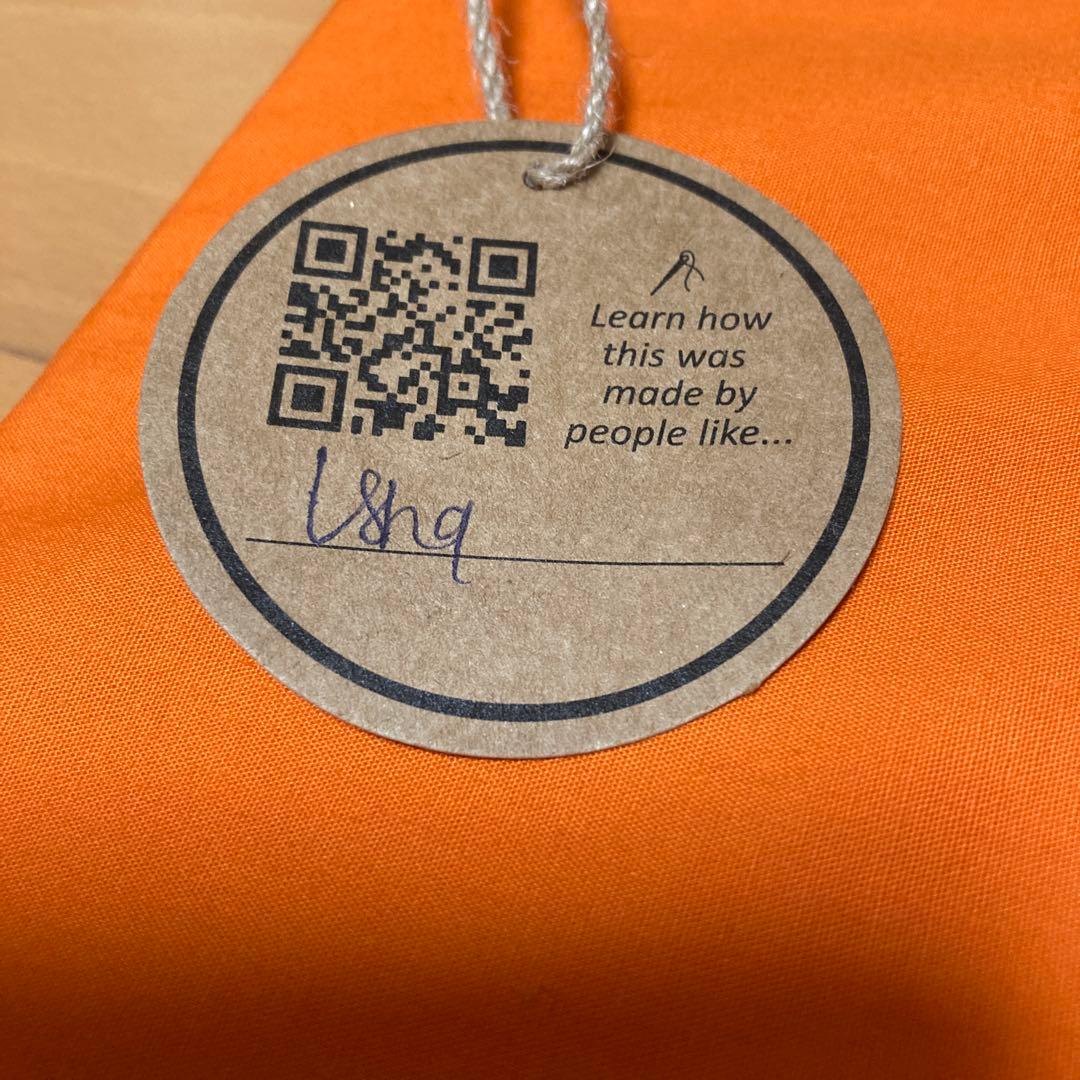 Learn how
this was
made by
people like...
Usha